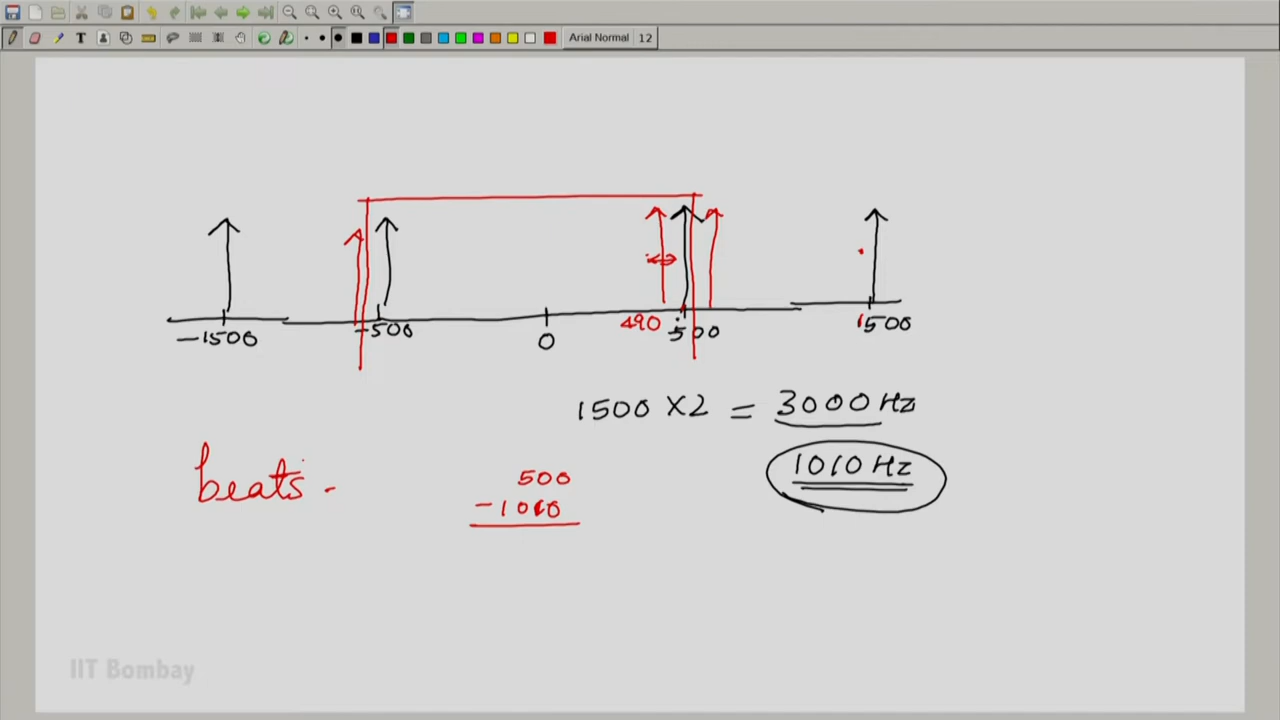 Arial Normal 12
-1500 -500 0 490 500 1500
1500 X2 = 3000 Hz
1010 Hz
beats.
500
-1010
IIT Bombay